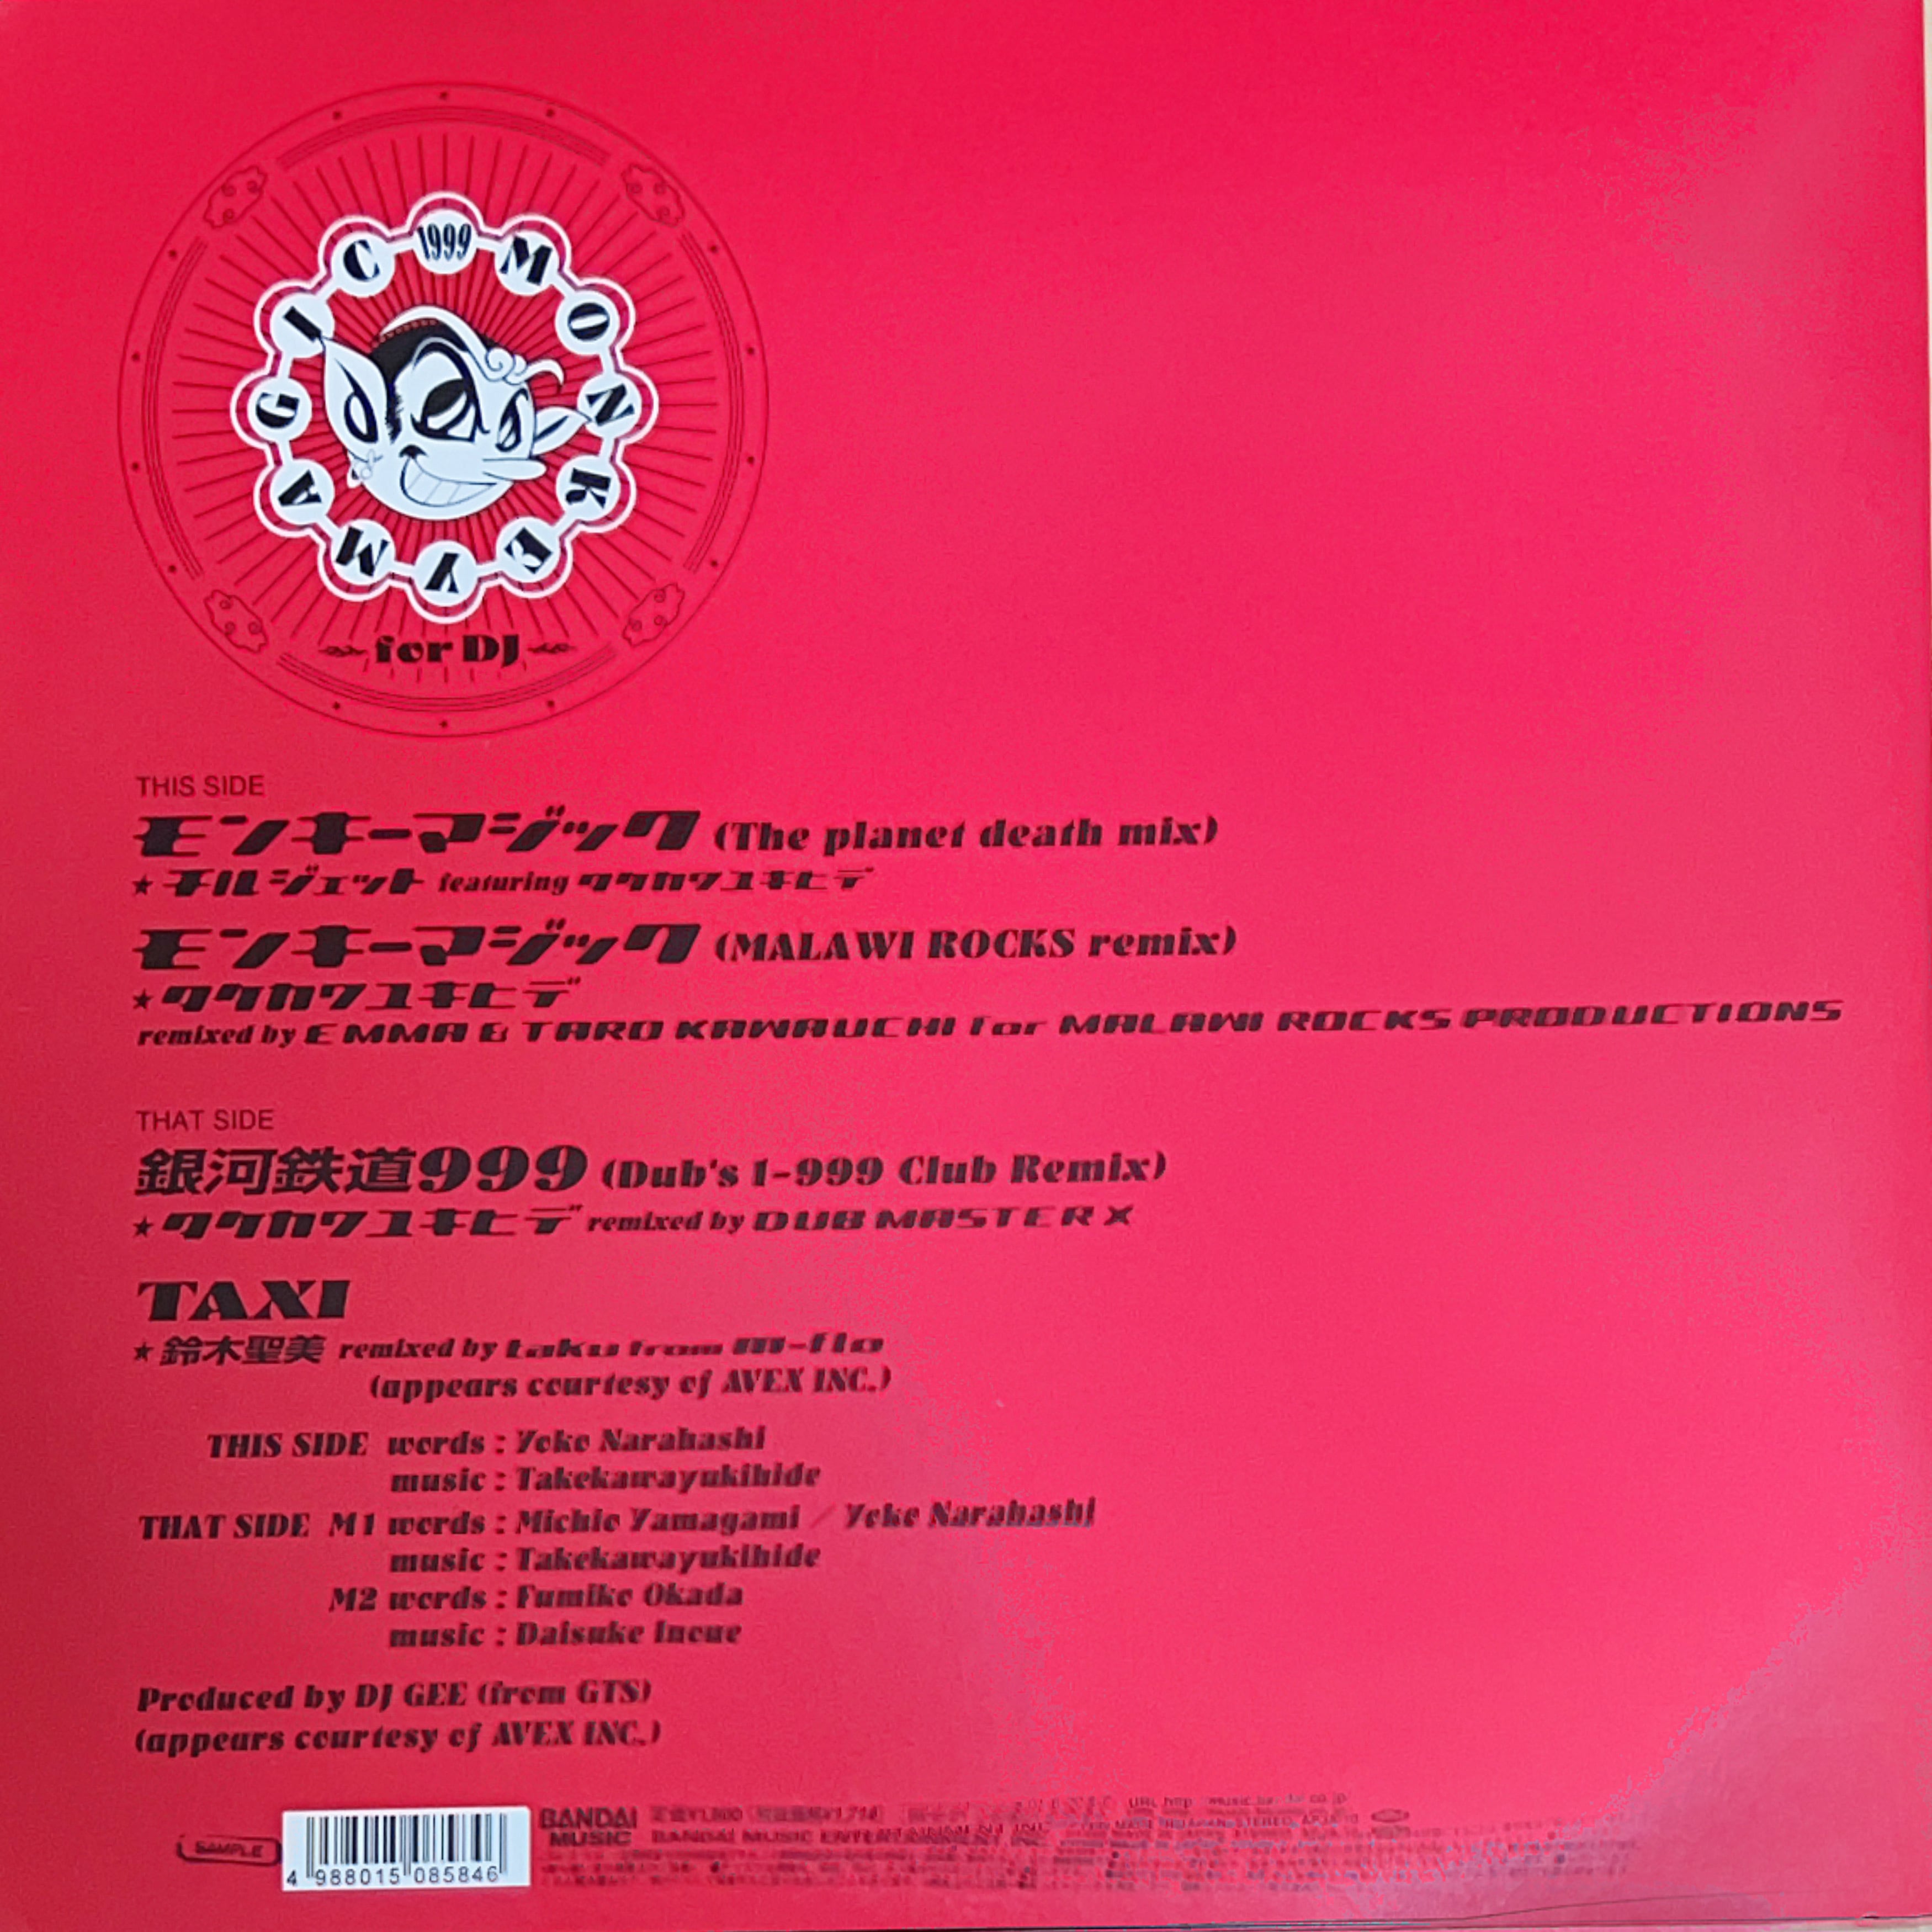 1999 MONKEY MAGIC
for DJ
THIS SIDE
モンキーマジック (The planet death mix)
★チルジェット featuring タケカワユキヒデ
モンキーマジック (MALAWI ROCKS remix)
★タケカワユキヒデ
remixed by EMMA & TARO KAWAUCHI for MALAWI ROCKS PRODUCTIONS
THAT SIDE
銀河鉄道999 (Dub's 1-999 Club Remix)
★タケカワユキヒデ remixed by DUB MASTER X
TAXI
★鈴木聖美 remixed by taku from m-flo
(appears courtesy of AVEX INC.)
THIS SIDE words : Yoko Narahashi
music : Takekawayukihide
THAT SIDE M1 words : Michio Yamagami / Yoko Narahashi
music : Takekawayukihide
M2 words : Fumiko Okada
music : Daisuke Inoue
Produced by DJ GEE (from GTS)
(appears courtesy of AVEX INC.)
SAMPLE
4 988015 085846
BANDAI MUSIC
BANDAI MUSIC ENTERTAINMENT INC.